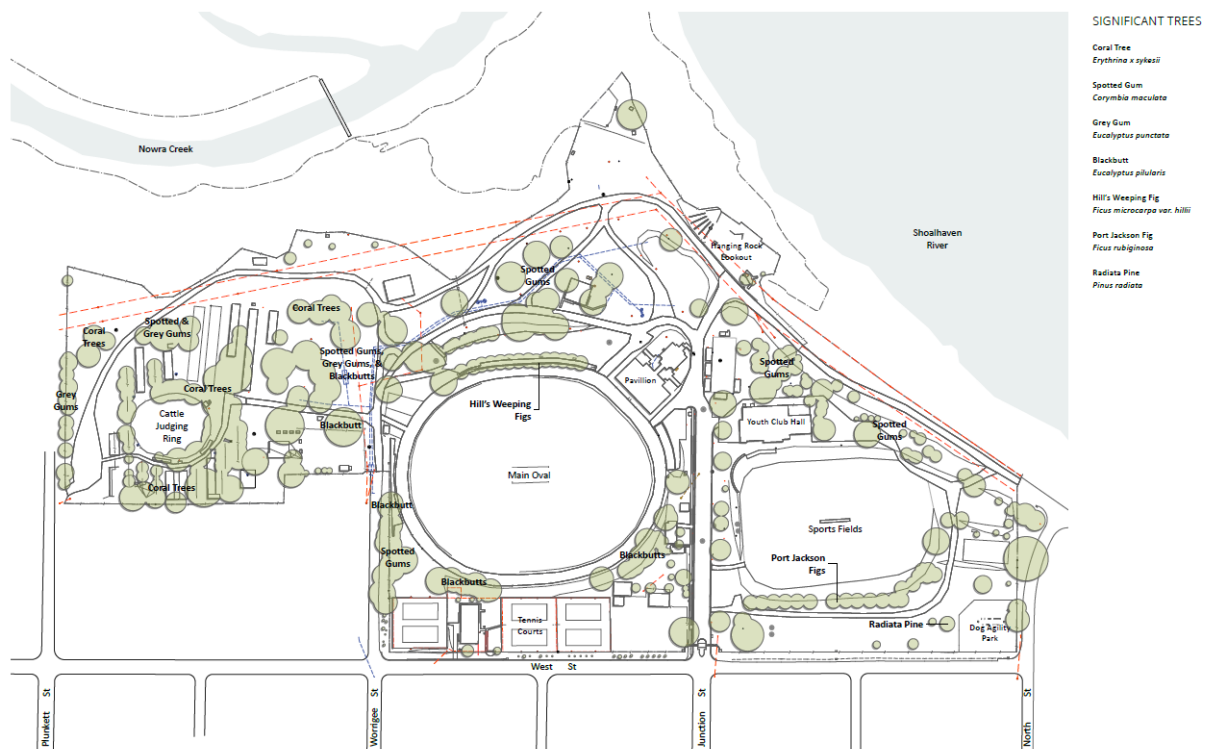 SIGNIFICANT TREES
Coral Tree
Erythrina x sykesii
Spotted Gum
Corymbia maculata
Grey Gum
Eucalyptus punctata
Blackbutt
Eucalyptus pilularis
Hill's Weeping Fig
Ficus microcarpa var. hillii
Port Jackson Fig
Ficus rubiginosa
Radiata Pine
Pinus radiata
Nowra Creek
Shoalhaven
River
Hanging Rock
Lookout
Spotted
Gums
Coral Trees
Spotted &
Grey Gums
Coral
Trees
Spotted Gums,
Grey Gums, &
Blackbutts
Spotted
Gums
Pavillion
Grey
Gums
Coral Trees
Hill's Weeping
Figs
Cattle
Judging
Ring
Blackbutt
Youth Club Hall
Spotted
Gums
Main Oval
Coral Trees
Blackbutt
Sports Fields
Spotted
Gums
Blackbutts
Port Jackson
Figs
Blackbutts
Tennis
Courts
Radiata Pine
Dog Agility
Park
West St
Plunkett St
Worrigee St
Junction St
North St